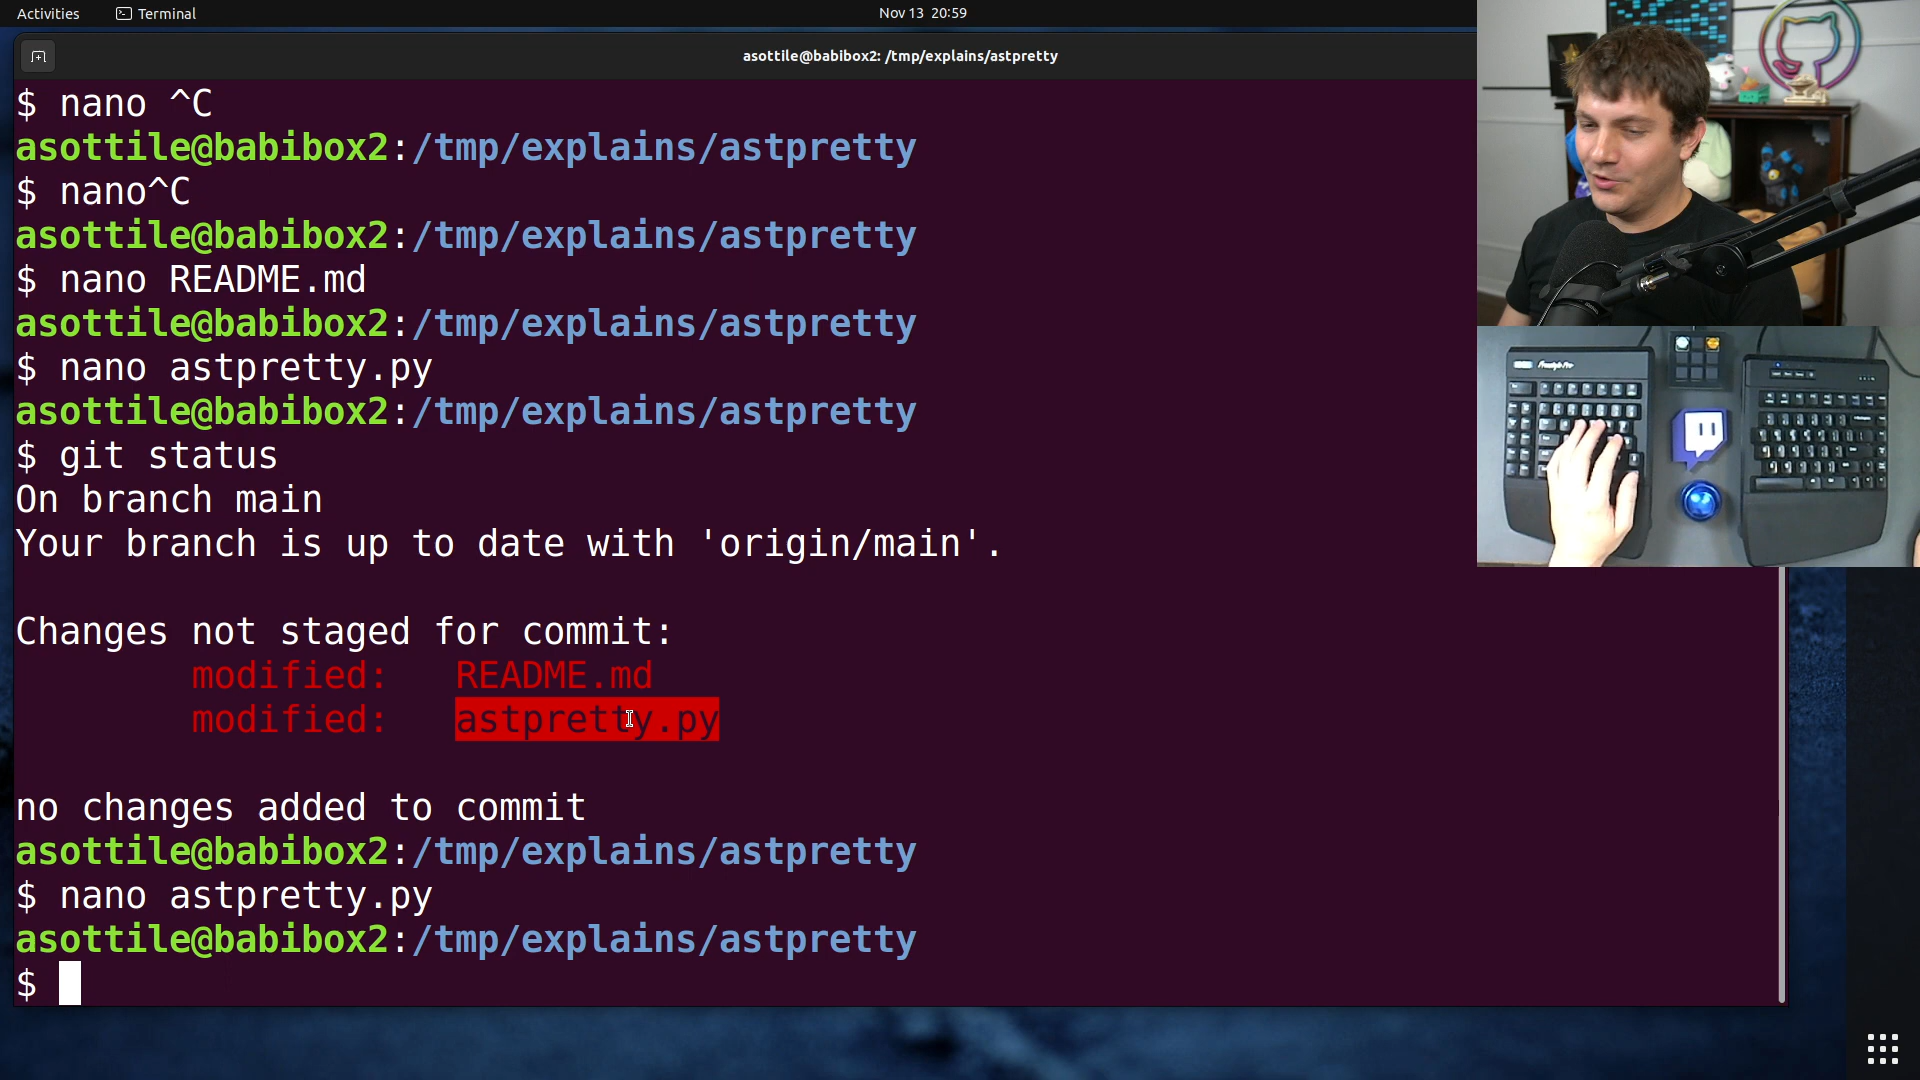 Activities
Terminal
Nov 13 20:59
asottile@babibox2: /tmp/explains/astpretty
$ nano ^C
asottile@babibox2:/tmp/explains/astpretty
$ nano^C
asottile@babibox2:/tmp/explains/astpretty
$ nano README.md
asottile@babibox2:/tmp/explains/astpretty
$ nano astpretty.py
asottile@babibox2:/tmp/explains/astpretty
$ git status
On branch main
Your branch is up to date with 'origin/main'.
Changes not staged for commit:
modified: README.md
modified: astpretty.py
no changes added to commit
asottile@babibox2:/tmp/explains/astpretty
$ nano astpretty.py
asottile@babibox2:/tmp/explains/astpretty
$
Freestyle Pro